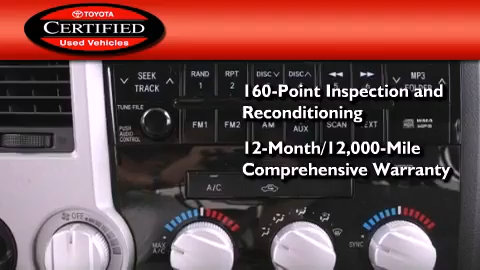 TOYOTA
CERTIFIED
Used Vehicles
SEEK
TRACK
RAND
1
RPT
2
DISC
DISC
MP3
FOLDER
160-Point Inspection and
Reconditioning
TUNE FILE
PUSH
AUDIO
CONTROL
FM1
FM2
AM
AUX
SCAN
TEXT
12-Month/12,000-Mile
Comprehensive Warranty
A/C
OFF
MAX
A/C
SYNC